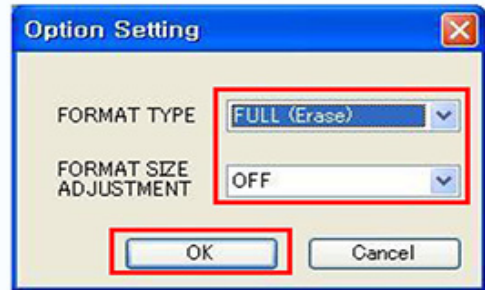 Option Setting
FORMAT TYPE FULL (Erase)
FORMAT SIZE
ADJUSTMENT OFF
OK Cancel